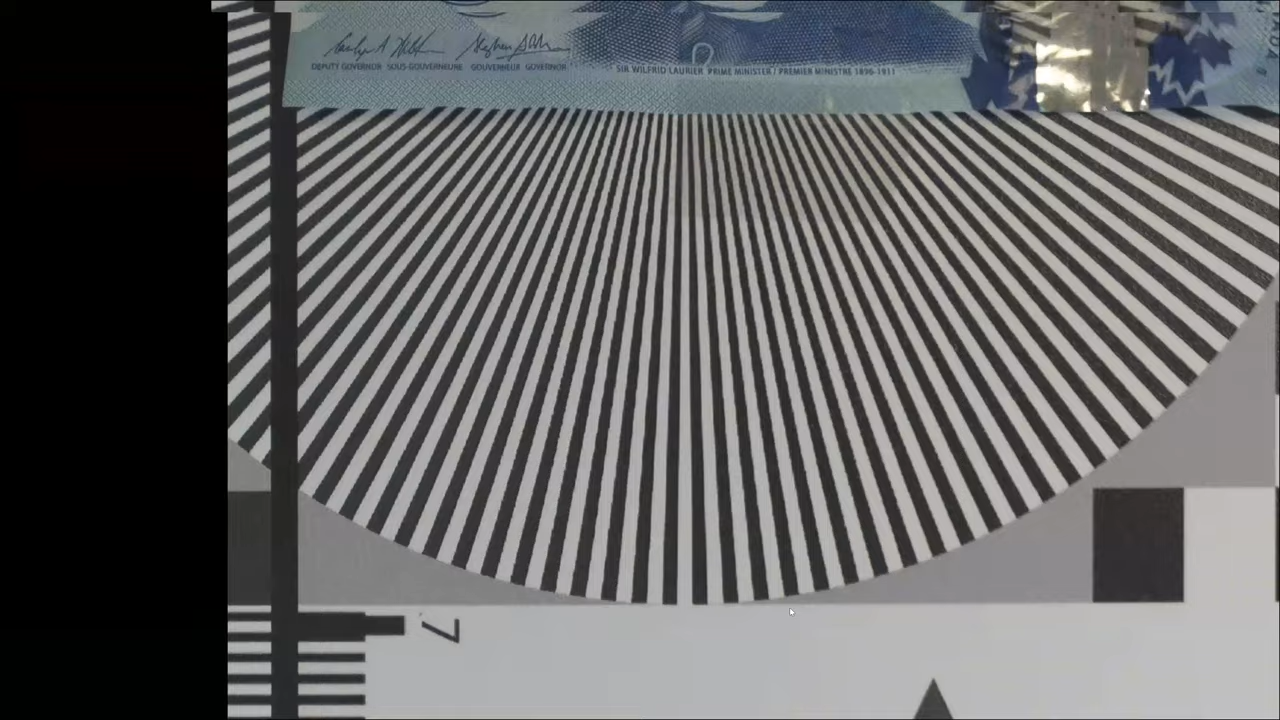 DEPUTY GOVERNOR SOUS-GOUVERNEURE GOUVERNEUR GOVERNOR
SIR WILFRID LAURIER PRIME MINISTER / PREMIER MINISTRE 1896-1911
7